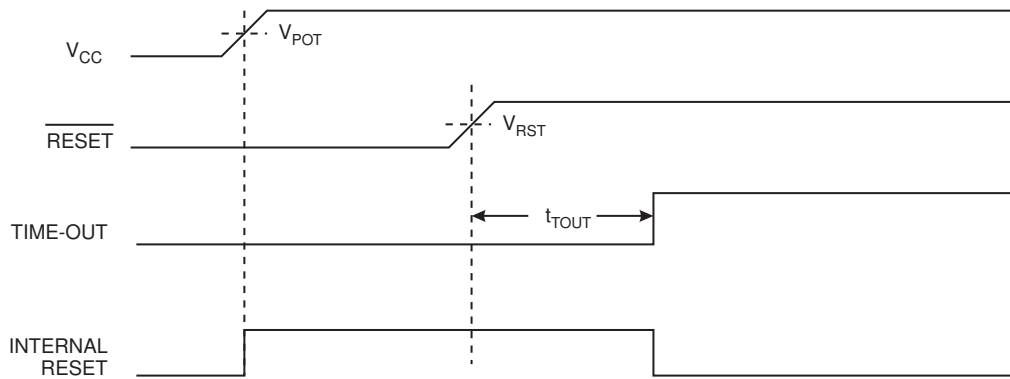 V_CC
V_POT
RESET
V_RST
TIME-OUT
t_TOUT
INTERNAL
RESET